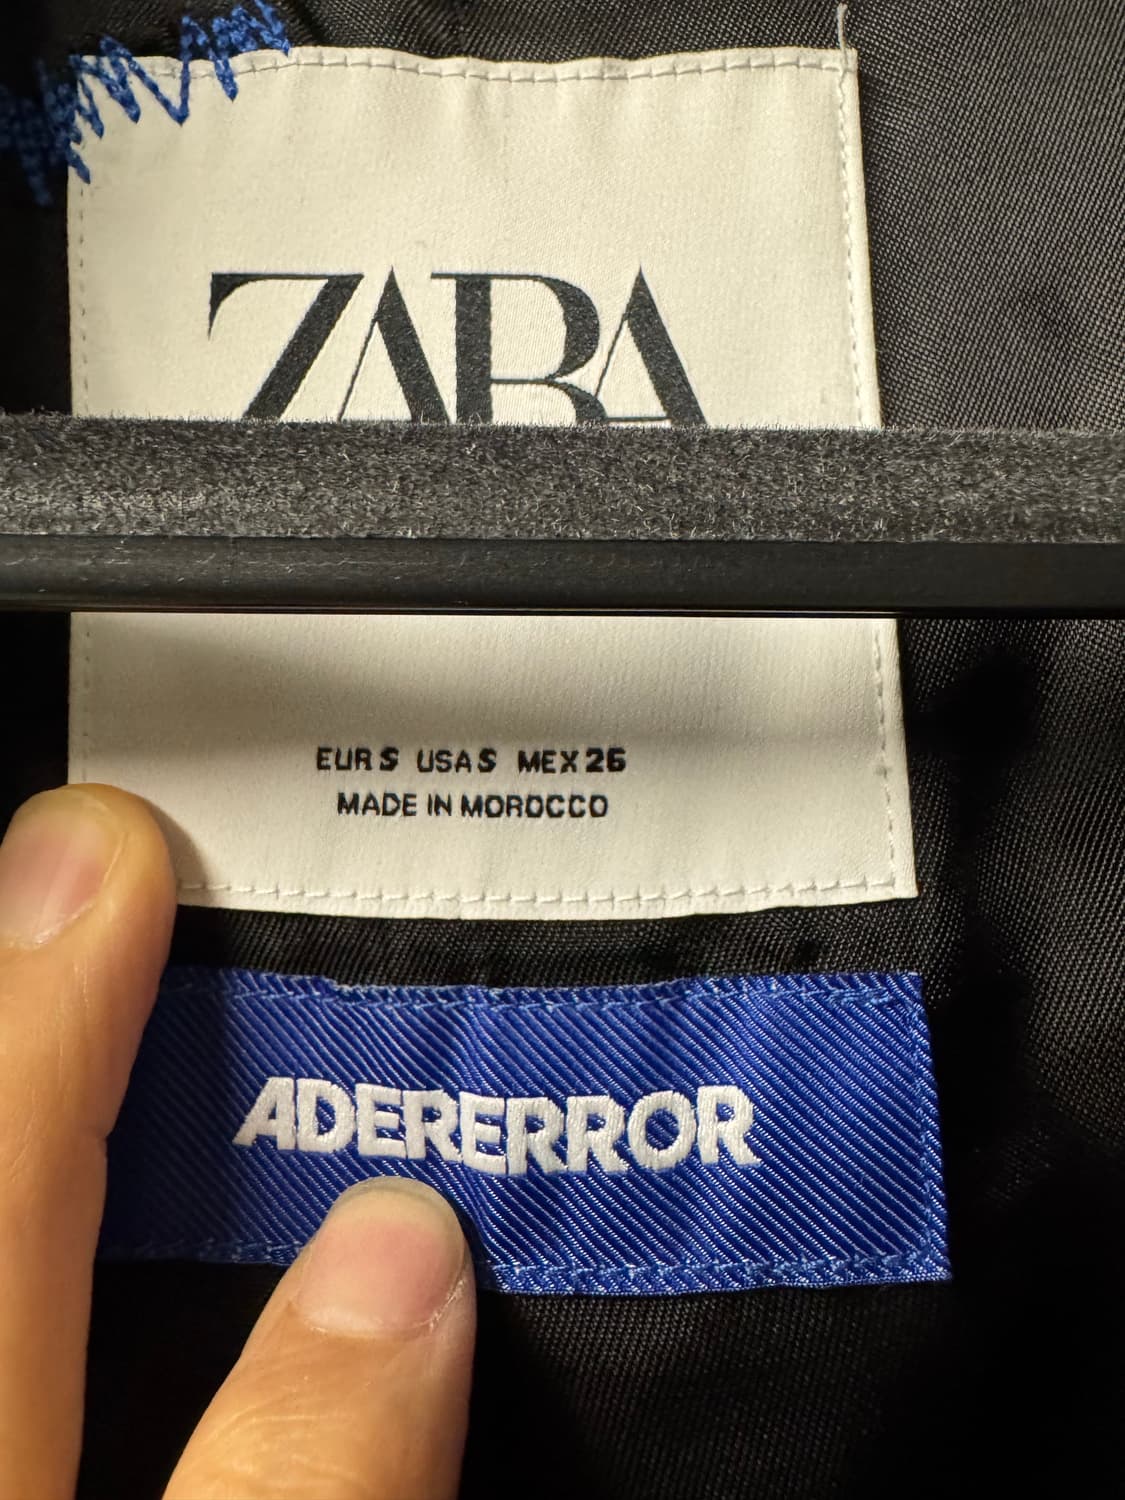 ZARA
EUR S USA S MEX 26
MADE IN MOROCCO
ADERERROR